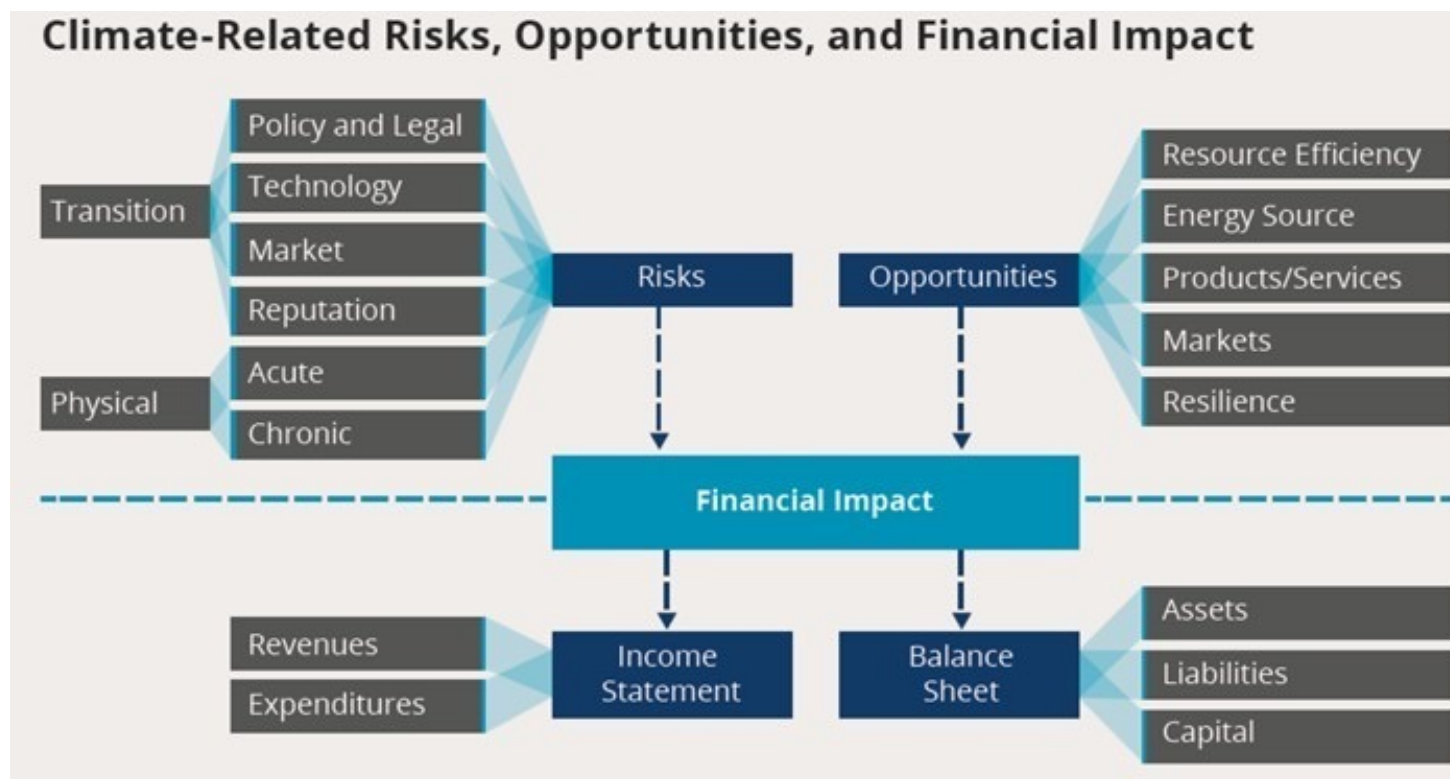 Climate-Related Risks, Opportunities, and Financial Impact
Transition
Policy and Legal
Technology
Market
Reputation
Physical
Acute
Chronic
Risks
Opportunities
Resource Efficiency
Energy Source
Products/Services
Markets
Resilience
Financial Impact
Revenues
Expenditures
Income
Statement
Balance
Sheet
Assets
Liabilities
Capital